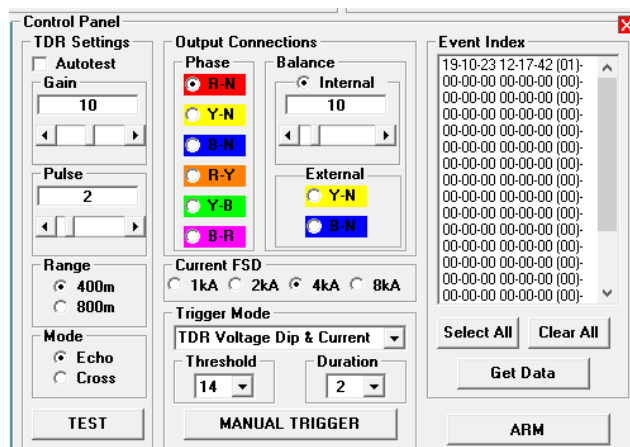 Control Panel
TDR Settings
Autotest
Gain
10
Pulse
2
Range
400m
800m
Mode
Echo
Cross
TEST
Output Connections
Phase
R-N
Y-N
B-N
R-Y
Y-B
B-R
Balance
Internal
10
External
Y-N
B-N
Current FSD
1kA 2kA 4kA 8kA
Trigger Mode
TDR Voltage Dip & Current
Threshold
14
Duration
2
MANUAL TRIGGER
Event Index
19-10-23 12-17-42 (01)-
00-00-00 00-00-00 (00)-
00-00-00 00-00-00 (00)-
00-00-00 00-00-00 (00)-
00-00-00 00-00-00 (00)-
00-00-00 00-00-00 (00)-
00-00-00 00-00-00 (00)-
00-00-00 00-00-00 (00)-
00-00-00 00-00-00 (00)-
00-00-00 00-00-00 (00)-
00-00-00 00-00-00 (00)-
00-00-00 00-00-00 (00)-
00-00-00 00-00-00 (00)-
00-00-00 00-00-00 (00)-
00-00-00 00-00-00 (00)-
Select All
Clear All
Get Data
ARM